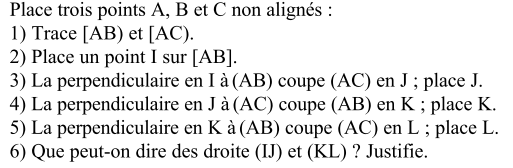 Place trois points A, B et C non alignés :
1) Trace [AB) et [AC).
2) Place un point I sur [AB].
3) La perpendiculaire en I à (AB) coupe (AC) en J ; place J.
4) La perpendiculaire en J à (AC) coupe (AB) en K ; place K.
5) La perpendiculaire en K à (AB) coupe (AC) en L ; place L.
6) Que peut-on dire des droite (IJ) et (KL) ? Justifie.